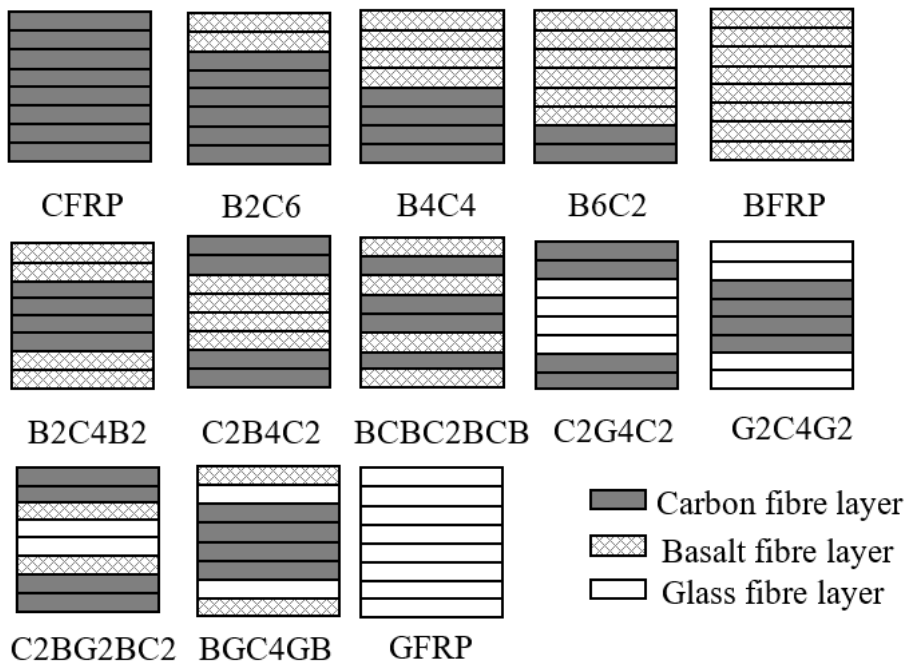 CFRP B2C6 B4C4 B6C2 BFRP
B2C4B2 C2B4C2 BCBC2BCB C2G4C2 G2C4G2
Carbon fibre layer
Basalt fibre layer
Glass fibre layer
C2BG2BC2 BGC4GB GFRP